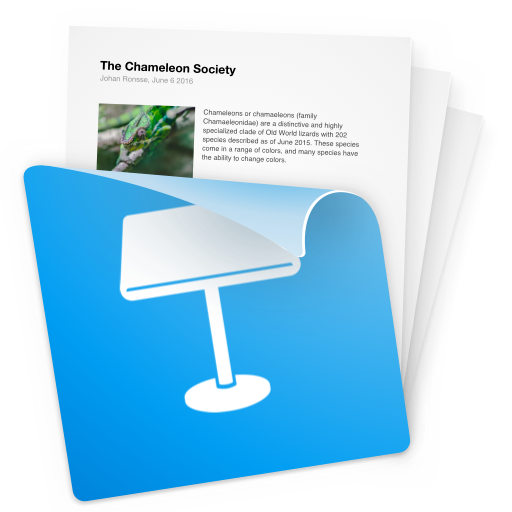 The Chameleon Society
Johan Ronsse, June 6 2016
Chameleons or chamaeleons (family
Chamaeleonidae) are a distinctive and highly
specialized clade of Old World lizards with 202
species described as of June 2015. These species
come in a range of colors, and many species have
the ability to change colors.